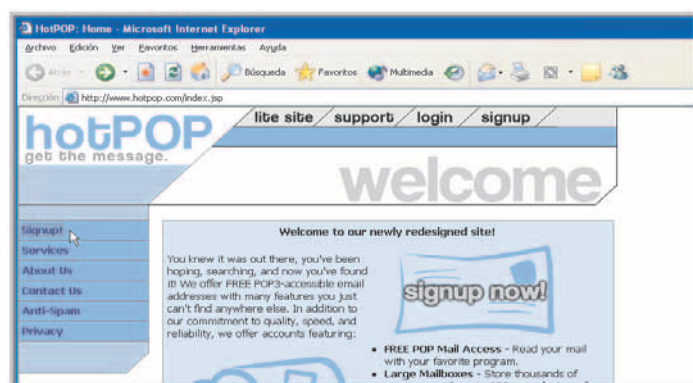 HotPOP: Home - Microsoft Internet Explorer
Archivo Edición Ver Favoritos Herramientas Ayuda
Atrás Búsqueda Favoritos Multimedia
Dirección http://www.hotpop.com/index.jsp
lite site support login signup
hotPOP
get the message.
welcome
Signup!
Services
About Us
Contact Us
Anti-Spam
Privacy
Welcome to our newly redesigned site!
You knew it was out there, you've been
hoping, searching, and now you've found
it! We offer FREE POP3-accessible email
addresses with many features you just
can't find anywhere else. In addition to
our commitment to quality, speed, and
reliability, we offer accounts featuring:
signup now!
• FREE POP Mail Access - Read your mail
with your favorite program.
• Large Mailboxes - Store thousands of